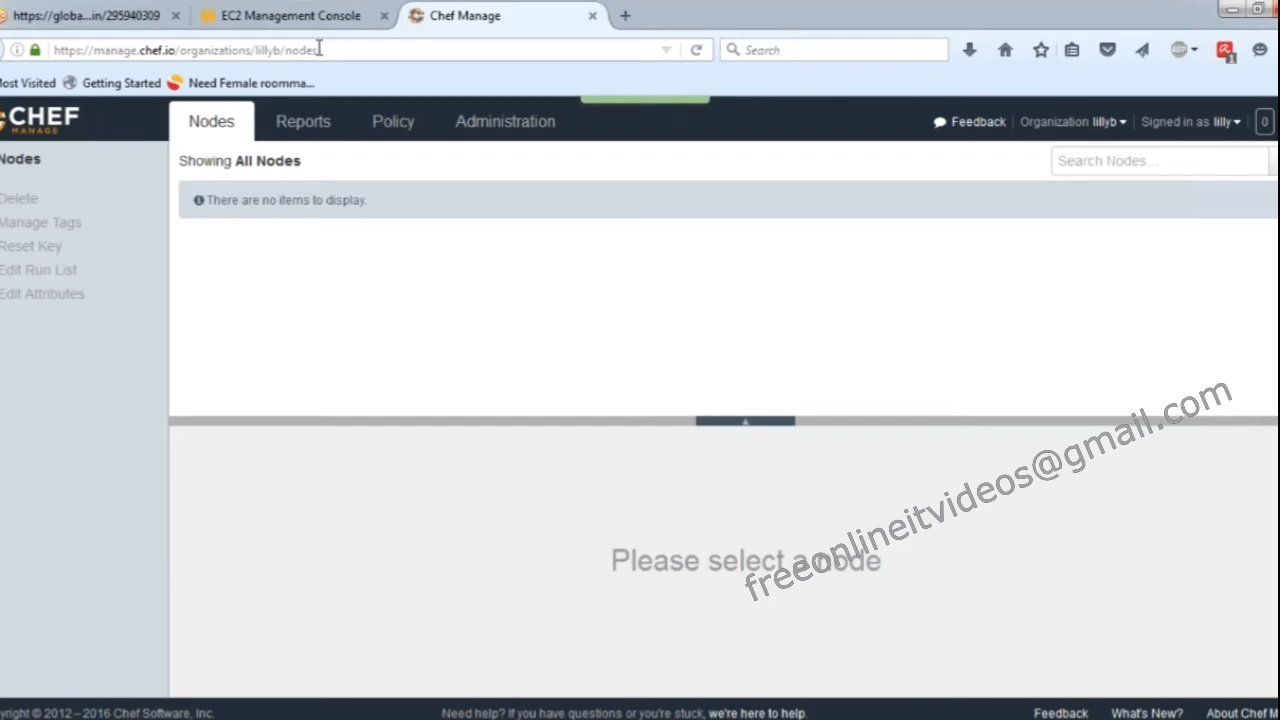 https://globa...in/295940309
EC2 Management Console
Chef Manage
https://manage.chef.io/organizations/lillyb/nodes
Search
ost Visited
Getting Started
Need Female roomma...
CHEF
MANAGE
Nodes
Reports
Policy
Administration
Feedback
Organization lillyb
Signed in as lilly
0
Nodes
Showing All Nodes
Search Nodes...
Delete
There are no items to display.
Manage Tags
Reset Key
Edit Run List
Edit Attributes
Please select a node
freeonlineitvideos@gmail.com
yright © 2012 – 2016 Chef Software, Inc.
Need help? If you have questions or you're stuck, we're here to help.
Feedback
What's New?
About Chef M